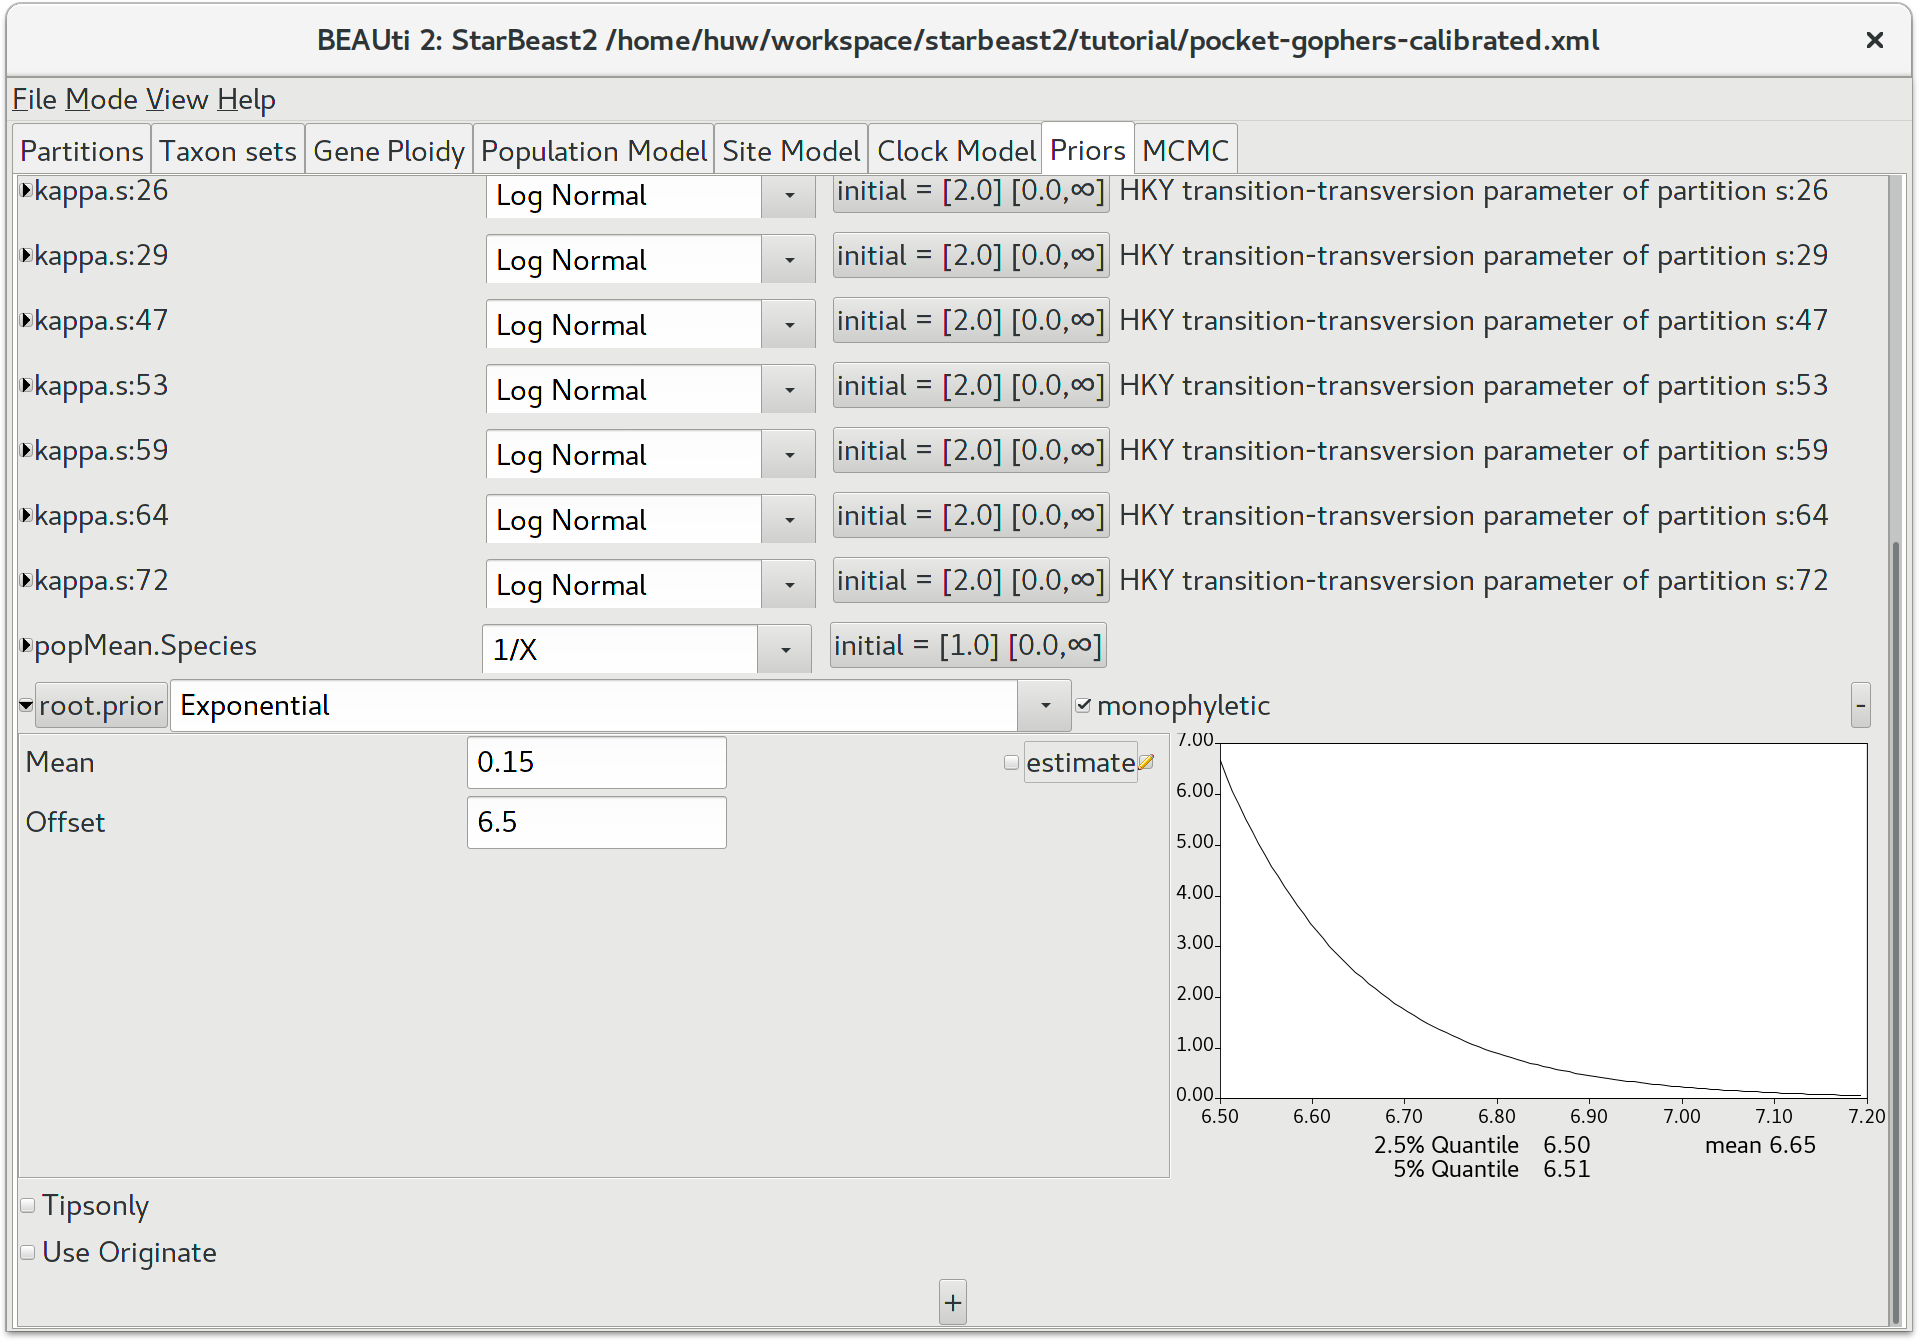 BEAUti 2: StarBeast2 /home/huw/workspace/starbeast2/tutorial/pocket-gophers-calibrated.xml
File Mode View Help
Partitions Taxon sets Gene Ploidy Population Model Site Model Clock Model Priors MCMC
kappa.s:26 Log Normal initial = [2.0] [0.0,∞] HKY transition-transversion parameter of partition s:26
kappa.s:29 Log Normal initial = [2.0] [0.0,∞] HKY transition-transversion parameter of partition s:29
kappa.s:47 Log Normal initial = [2.0] [0.0,∞] HKY transition-transversion parameter of partition s:47
kappa.s:53 Log Normal initial = [2.0] [0.0,∞] HKY transition-transversion parameter of partition s:53
kappa.s:59 Log Normal initial = [2.0] [0.0,∞] HKY transition-transversion parameter of partition s:59
kappa.s:64 Log Normal initial = [2.0] [0.0,∞] HKY transition-transversion parameter of partition s:64
kappa.s:72 Log Normal initial = [2.0] [0.0,∞] HKY transition-transversion parameter of partition s:72
popMean.Species 1/X initial = [1.0] [0.0,∞]
root.prior Exponential monophyletic -
Mean 0.15 estimate
Offset 6.5
7.00
6.00
5.00
4.00
3.00
2.00
1.00
0.00
6.50 6.60 6.70 6.80 6.90 7.00 7.10 7.20
2.5% Quantile 6.50 mean 6.65
5% Quantile 6.51
Tipsonly
Use Originate
+